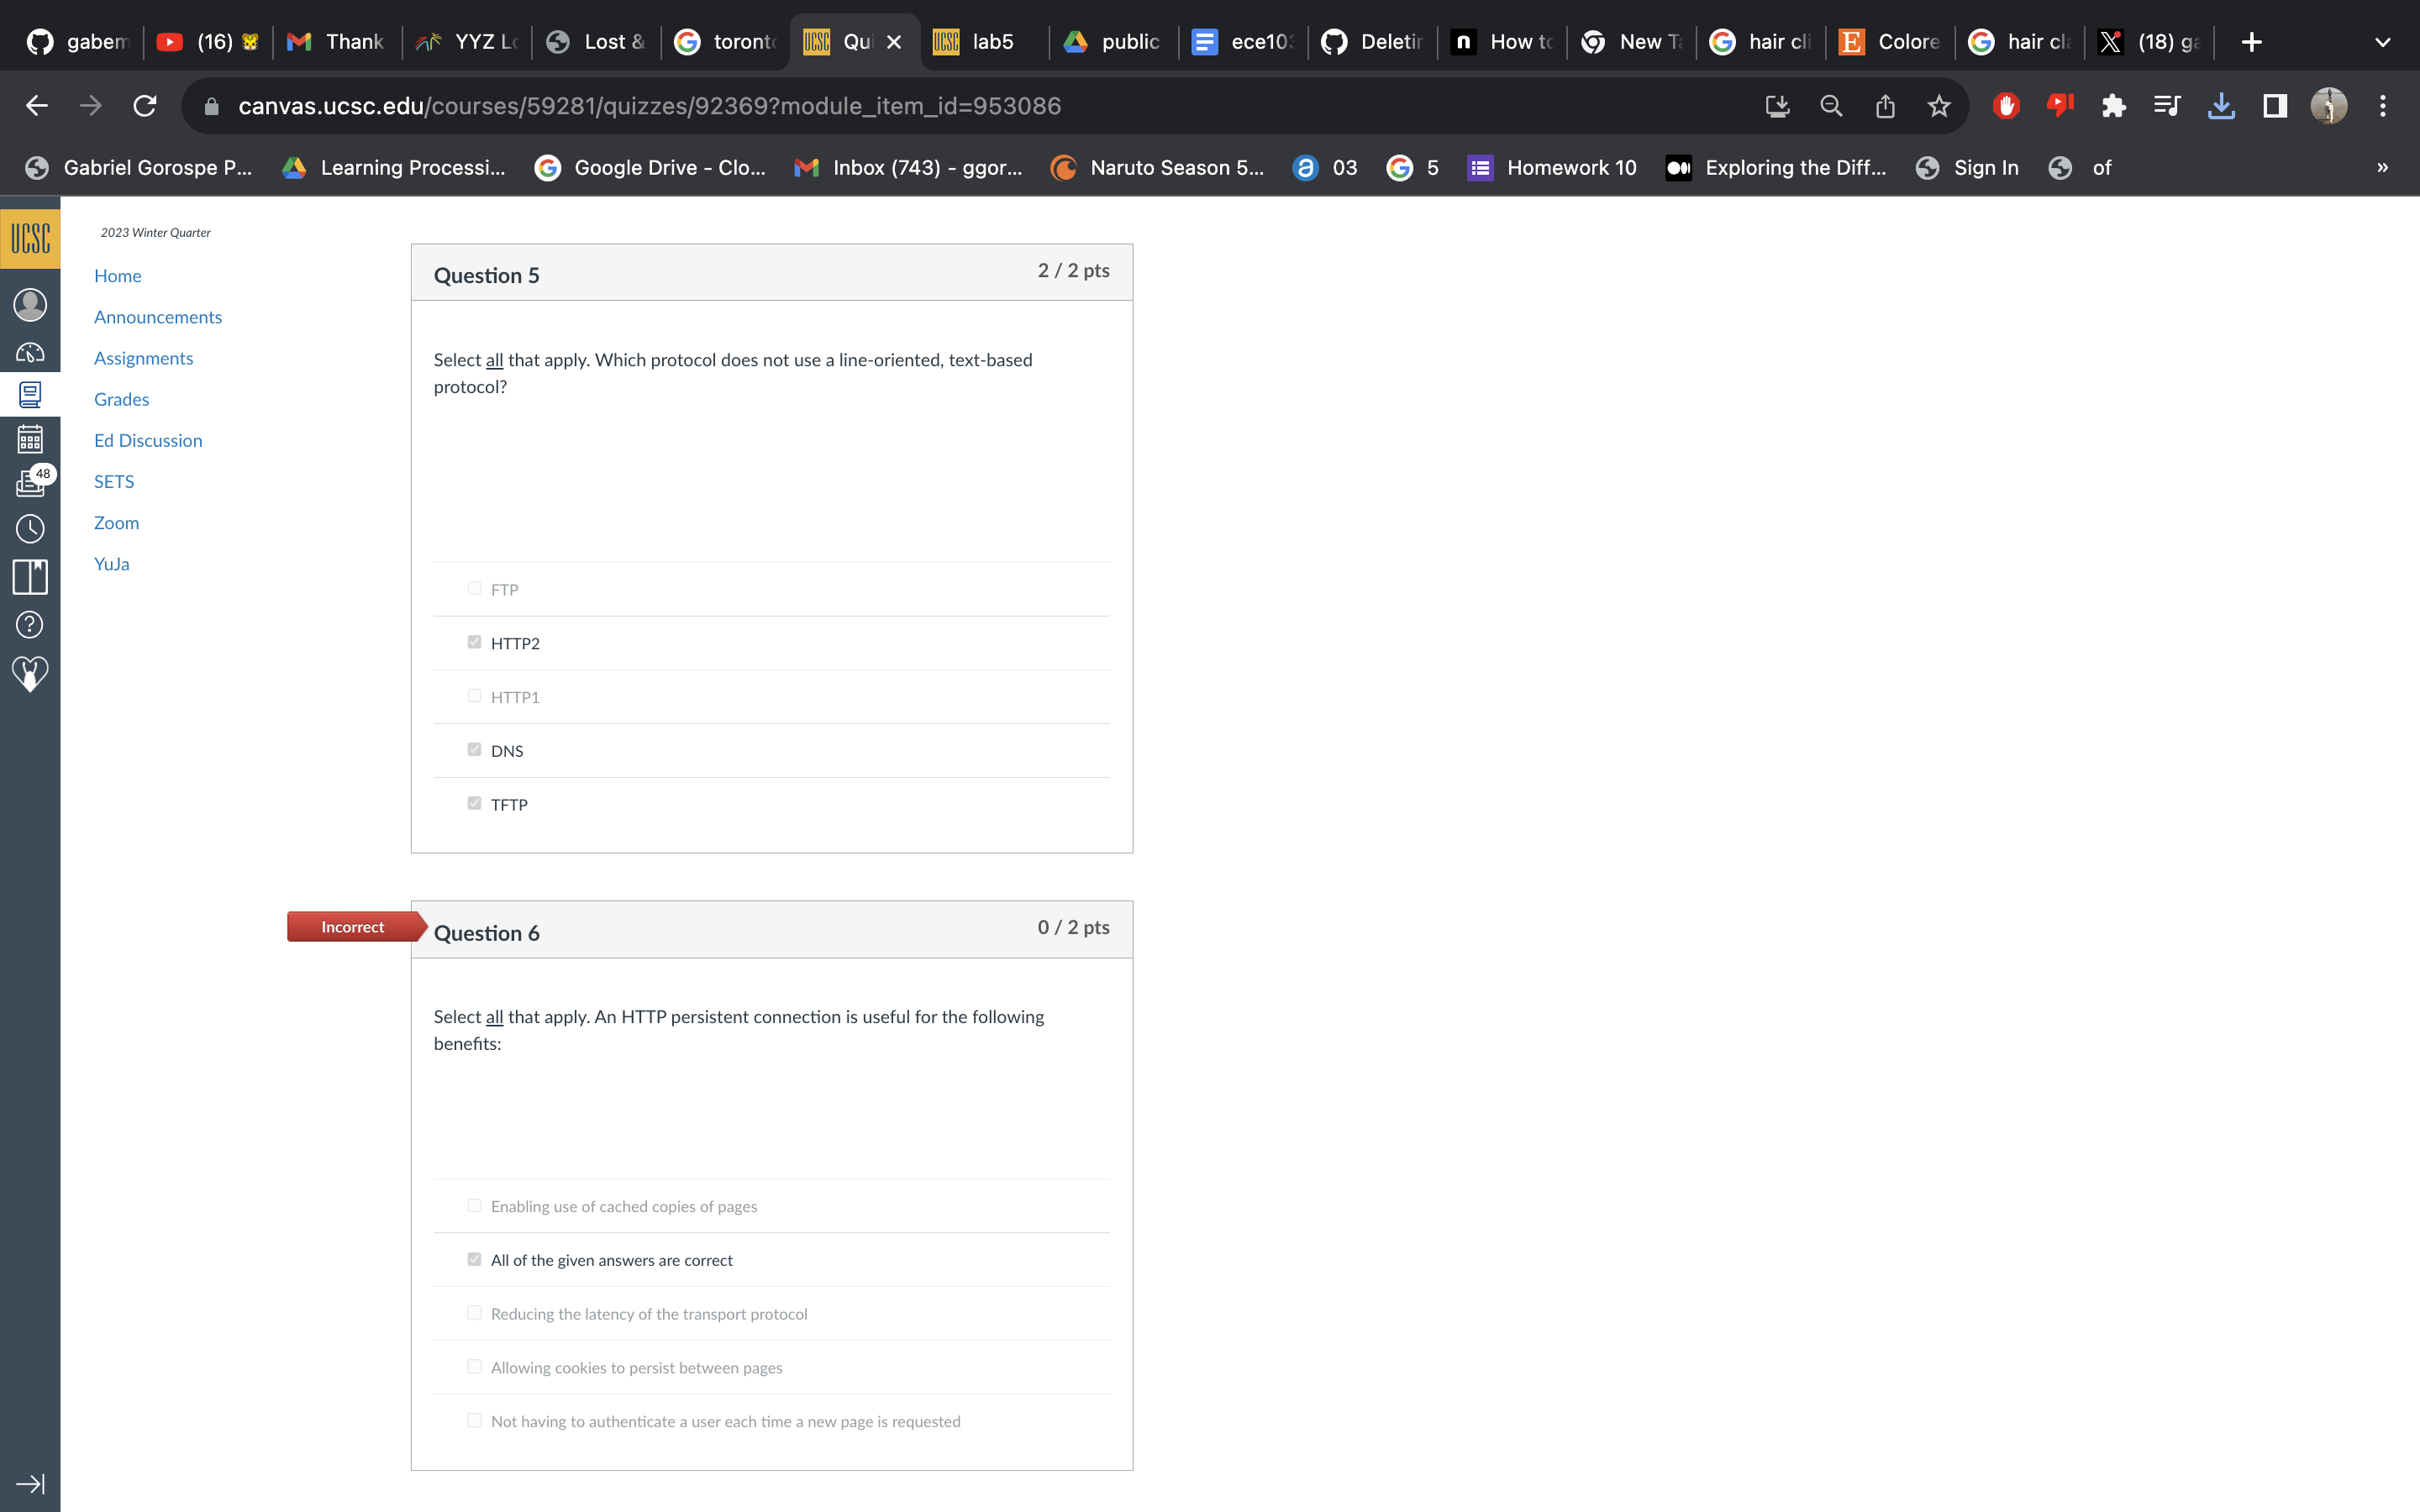 gabem
(16)
Thank
YYZ Lo
Lost &
toronto
Qui
lab5
public
ece103
Deletin
How to
New Ta
hair cli
Colore
hair cla
(18) ga
canvas.ucsc.edu/courses/59281/quizzes/92369?module_item_id=953086
Gabriel Gorospe P...
Learning Processi...
Google Drive - Clo...
Inbox (743) - ggor...
Naruto Season 5...
03
5
Homework 10
Exploring the Diff...
Sign In
of
»
UCSC
48
2023 Winter Quarter
Home
Announcements
Assignments
Grades
Ed Discussion
SETS
Zoom
YuJa
Question 5
2 / 2 pts
Select all that apply. Which protocol does not use a line-oriented, text-based
protocol?
FTP
HTTP2
HTTP1
DNS
TFTP
Incorrect
Question 6
0 / 2 pts
Select all that apply. An HTTP persistent connection is useful for the following
benefits:
Enabling use of cached copies of pages
All of the given answers are correct
Reducing the latency of the transport protocol
Allowing cookies to persist between pages
Not having to authenticate a user each time a new page is requested